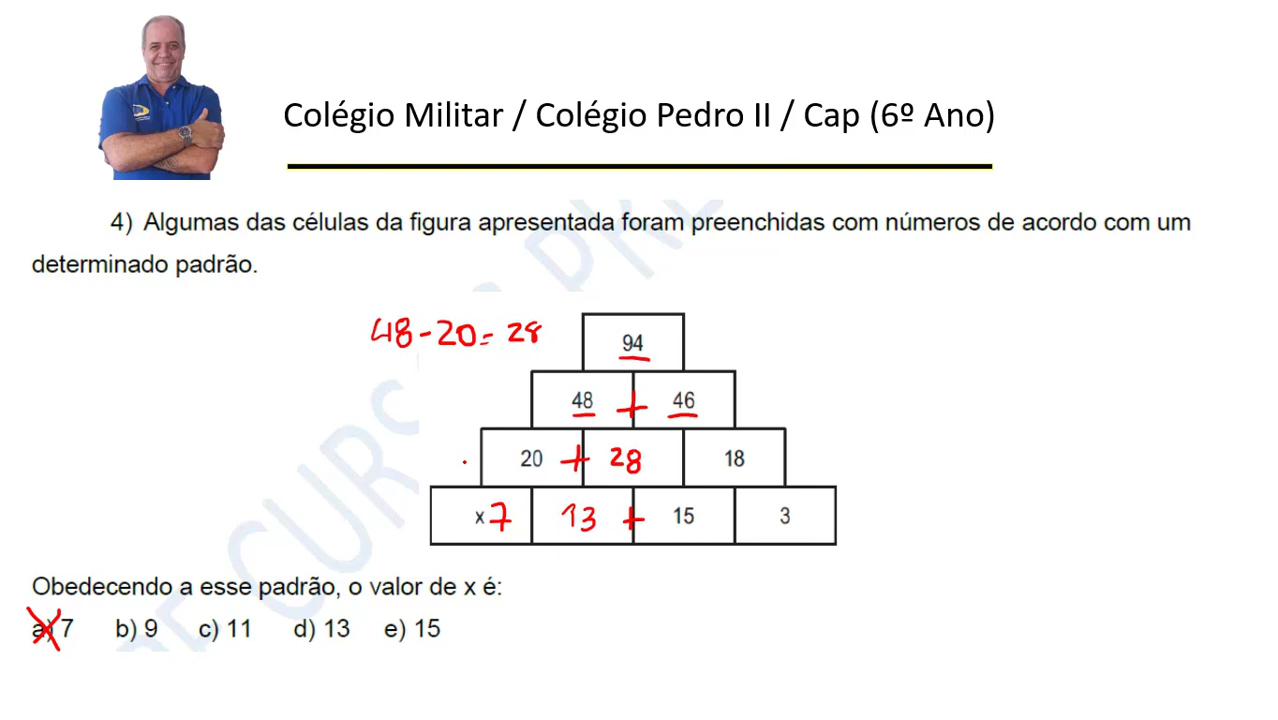 Colégio Militar / Colégio Pedro II / Cap (6º Ano)
4) Algumas das células da figura apresentada foram preenchidas com números de acordo com um
determinado padrão.
48-20=28
94
48 + 46
20 + 28 18
x 7 13 + 15 3
Obedecendo a esse padrão, o valor de x é:
a) 7 b) 9 c) 11 d) 13 e) 15